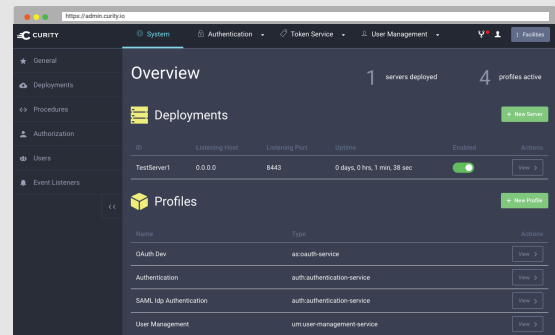 https://admin.curity.io
CURITY
System
Authentication
Token Service
User Management
Facilities
General
Deployments
Procedures
Authorization
Users
Event Listeners
<<
Overview
1 servers deployed
4 profiles active
Deployments
+ New Server
ID Listening Host Listening Port Uptime Enabled Actions
TestServer1 0.0.0.0 8443 0 days, 0 hrs, 1 min, 38 sec View >
Profiles
+ New Profile
Name Type Actions
OAuth Dev as:oauth-service View >
Authentication auth:authentication-service View >
SAML Idp Authentication auth:authentication-service View >
User Management um:user-management-service View >